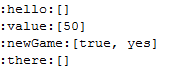 :hello:[]
:value:[50]
:newGame:[true, yes]
:there:[]